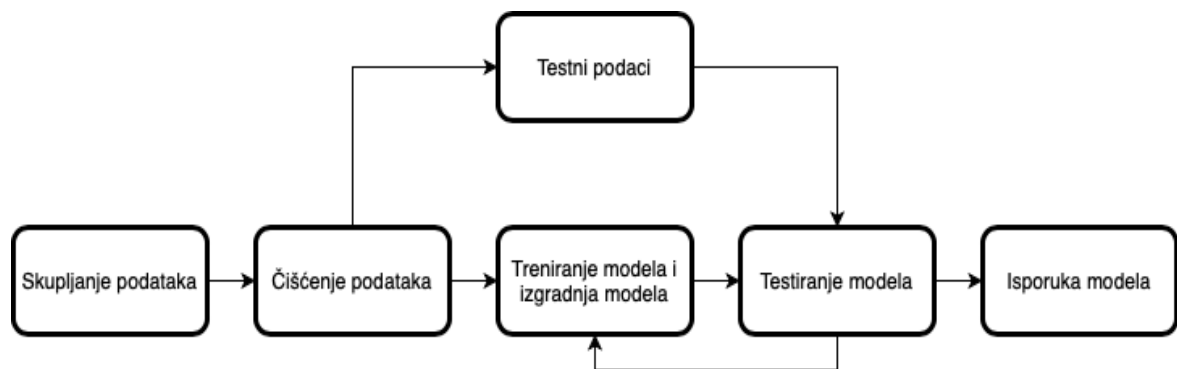 Testni podaci
Skupljanje podataka
Čišćenje podataka
Treniranje modela i
izgradnja modela
Testiranje modela
Isporuka modela